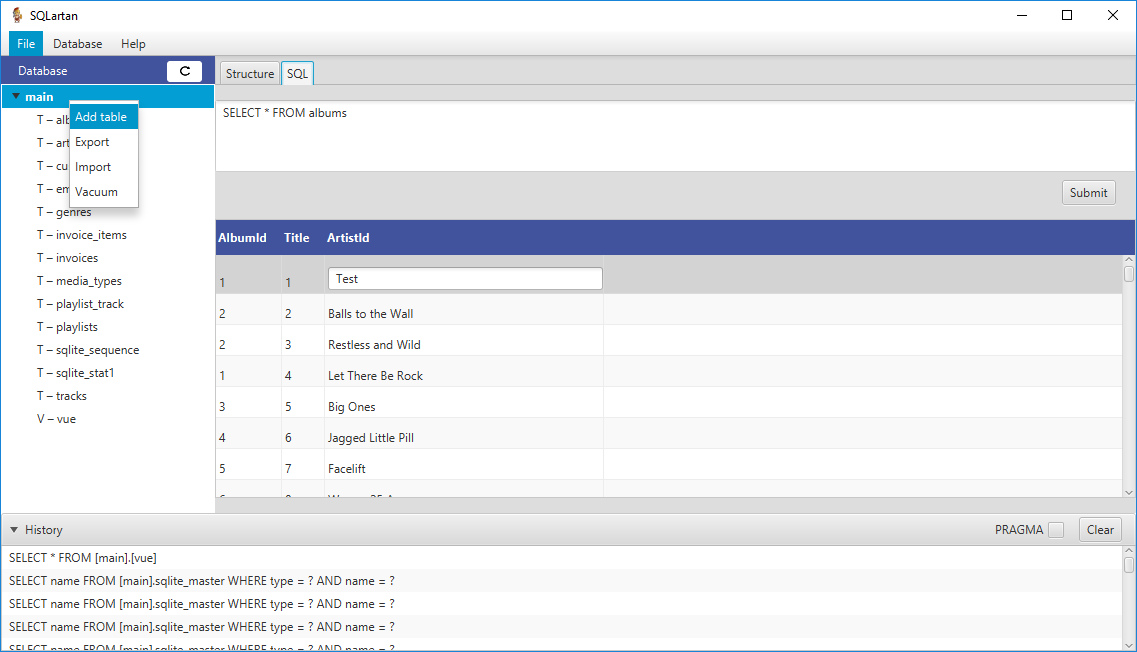 SQLartan
File Database Help
Database
Structure SQL
main
Add table
Export
Import
Vacuum
T – alb
T – art
T – cu
T – em
T – genres
T – invoice_items
T – invoices
T – media_types
T – playlist_track
T – playlists
T – sqlite_sequence
T – sqlite_stat1
T – tracks
V – vue
SELECT * FROM albums
Submit
AlbumId Title ArtistId
1 1 Test
2 2 Balls to the Wall
2 3 Restless and Wild
1 4 Let There Be Rock
3 5 Big Ones
4 6 Jagged Little Pill
5 7 Facelift
History PRAGMA Clear
SELECT * FROM [main].[vue]
SELECT name FROM [main].sqlite_master WHERE type = ? AND name = ?
SELECT name FROM [main].sqlite_master WHERE type = ? AND name = ?
SELECT name FROM [main].sqlite_master WHERE type = ? AND name = ?
SELECT name FROM [main].sqlite_master WHERE type = ? AND name = ?